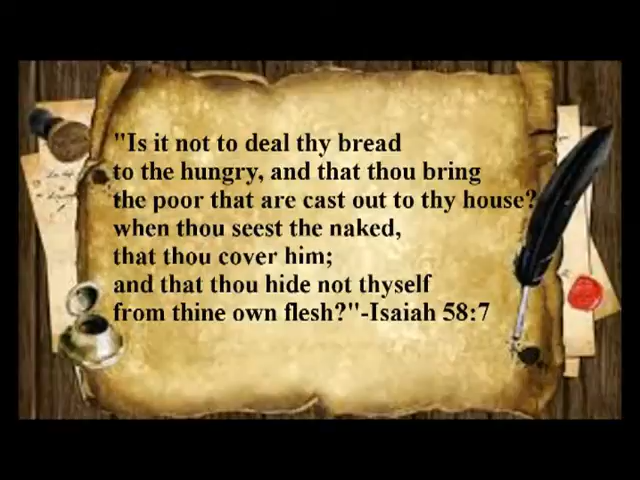 "Is it not to deal thy bread
to the hungry, and that thou bring
the poor that are cast out to thy house?
when thou seest the naked,
that thou cover him;
and that thou hide not thyself
from thine own flesh?"-Isaiah 58:7